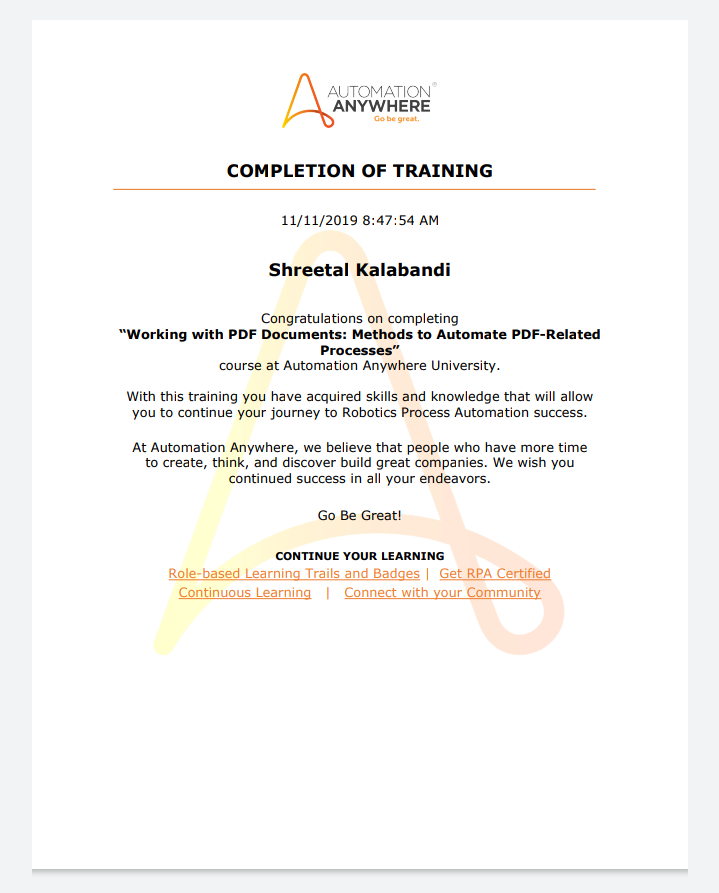 AUTOMATION®
ANYWHERE
Go be great.
COMPLETION OF TRAINING
11/11/2019 8:47:54 AM
Shreetal Kalabandi
Congratulations on completing
“Working with PDF Documents: Methods to Automate PDF-Related
Processes”
course at Automation Anywhere University.
With this training you have acquired skills and knowledge that will allow
you to continue your journey to Robotics Process Automation success.
At Automation Anywhere, we believe that people who have more time
to create, think, and discover build great companies. We wish you
continued success in all your endeavors.
Go Be Great!
CONTINUE YOUR LEARNING
Role-based Learning Trails and Badges | Get RPA Certified
Continuous Learning | Connect with your Community